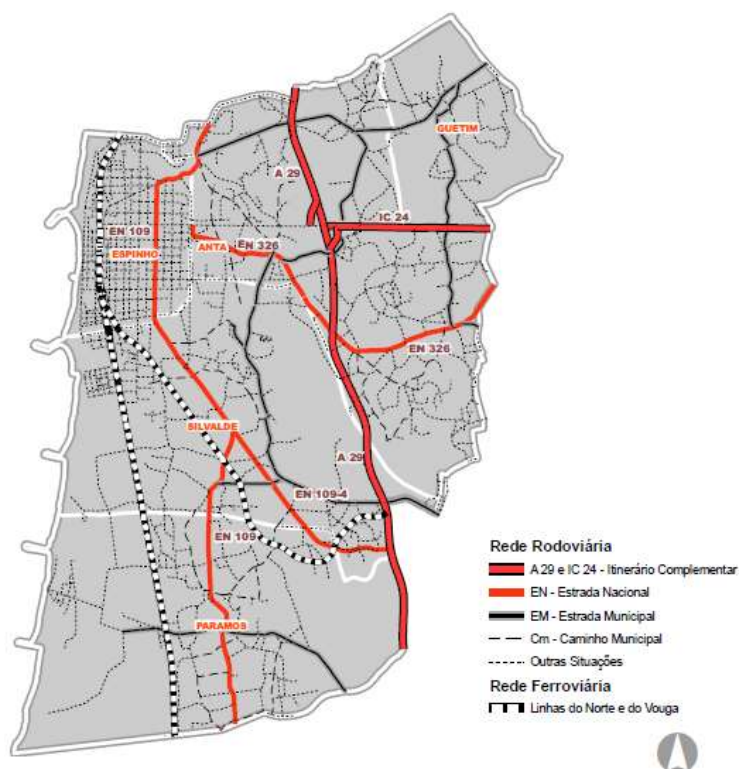 GUETIM
A 29
IC 24
EN 109
ANTA
EN 326
ESPINHO
EN 326
SILVALDE
A 29
EN 109-4
EN 109
PARAMOS
Rede Rodoviária
A 29 e IC 24 - Itinerário Complementar
EN - Estrada Nacional
EM - Estrada Municipal
Cm - Caminho Municipal
Outras Situações
Rede Ferroviária
Linhas do Norte e do Vouga